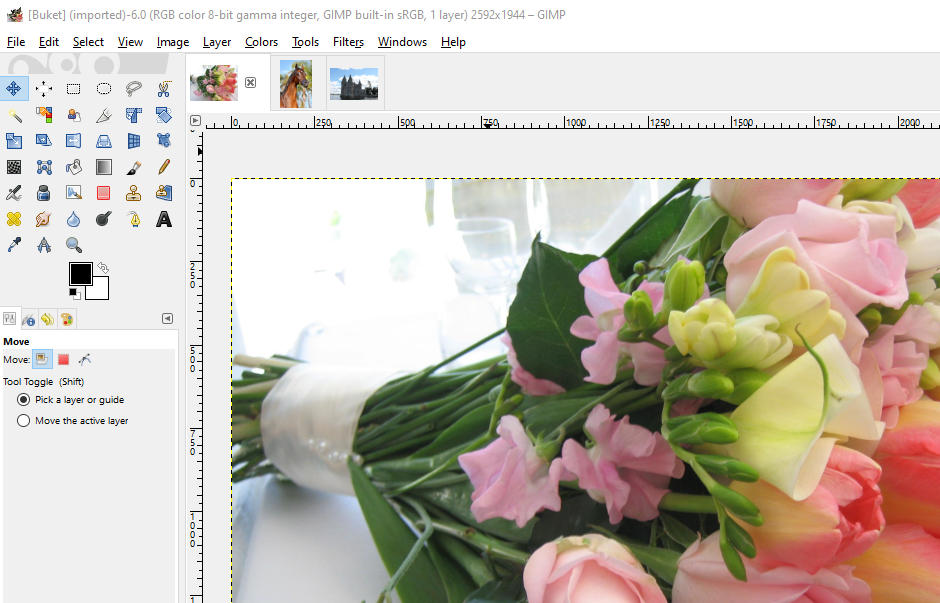 [Buket] (imported)-6.0 (RGB color 8-bit gamma integer, GIMP built-in sRGB, 1 layer) 2592x1944 – GIMP
File Edit Select View Image Layer Colors Tools Filters Windows Help
0 250 500 750 1000 1250 1500 1750 2000
0
250
500
750
1000
1
Move
Move:
Tool Toggle (Shift)
Pick a layer or guide
Move the active layer